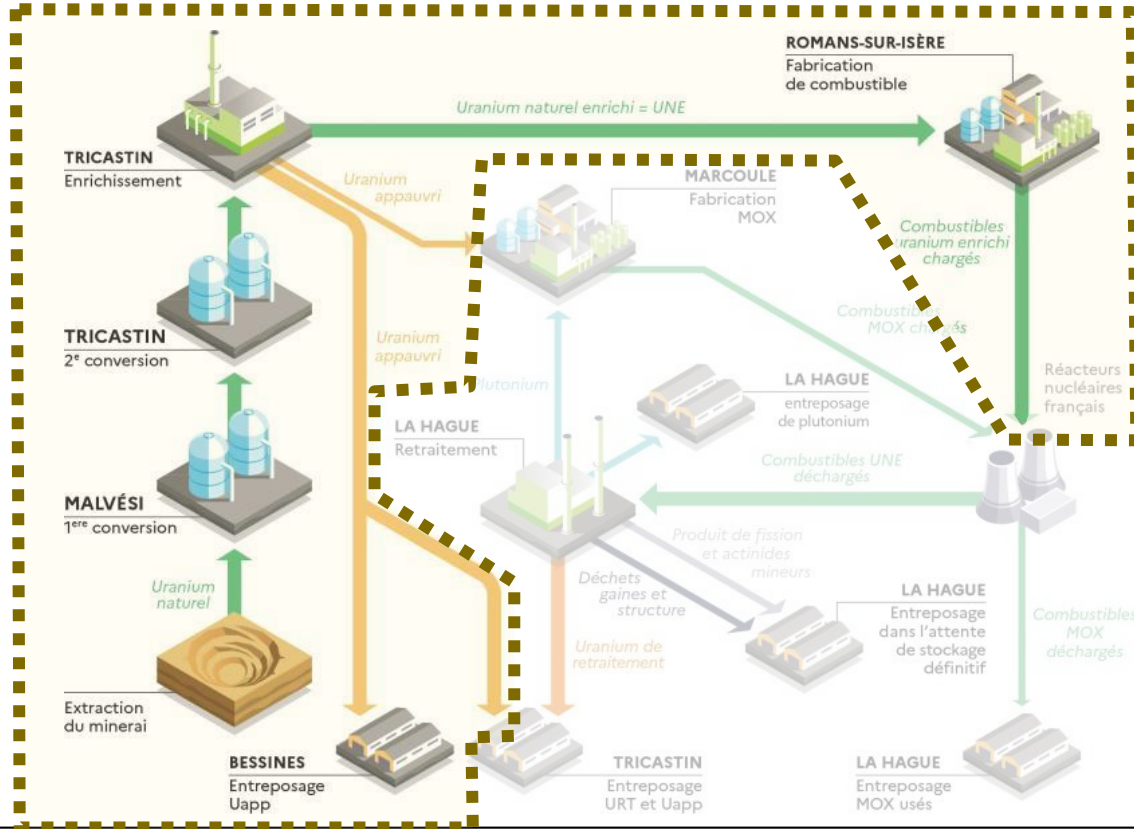 ROMANS-SUR-ISÈRE
Fabrication
de combustible
Uranium naturel enrichi = UNE
TRICASTIN
Enrichissement
Uranium
appauvri
MARCOULE
Fabrication
MOX
Combustibles
uranium enrichi
chargés
TRICASTIN
2e conversion
Uranium
appauvri
Combustibles
MOX chargés
Plutonium
LA HAGUE
entreposage
de plutonium
Réacteurs
nucléaires
français
LA HAGUE
Retraitement
Combustibles UNE
déchargés
MALVÉSI
1ere conversion
Produit de fission
et actinides
mineurs
Déchets
gaines et
structure
Uranium
naturel
LA HAGUE
Entreposage
dans l'attente
de stockage
définitif
Combustibles
MOX
déchargés
Uranium de
retraitement
Extraction
du minerai
BESSINES
Entreposage
Uapp
TRICASTIN
Entreposage
URT et Uapp
LA HAGUE
Entreposage
MOX usés